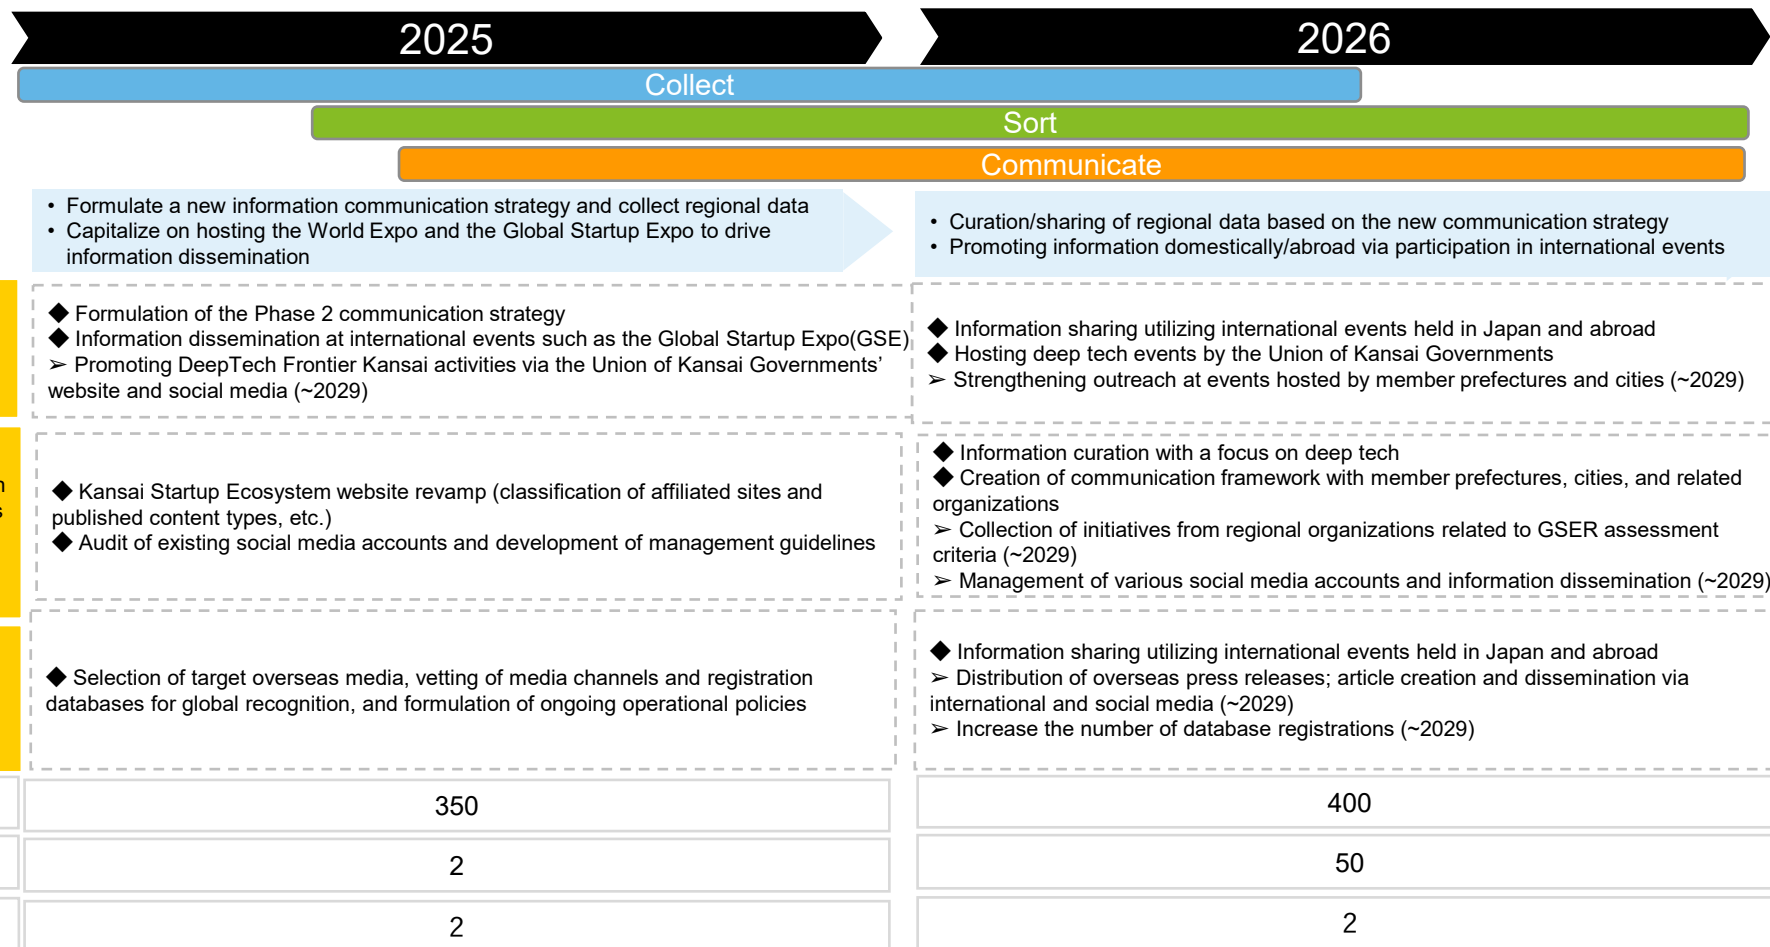 2025
2026
Collect
Sort
Communicate
• Formulate a new information communication strategy and collect regional data
• Capitalize on hosting the World Expo and the Global Startup Expo to drive
information dissemination
• Curation/sharing of regional data based on the new communication strategy
• Promoting information domestically/abroad via participation in international events
◆ Formulation of the Phase 2 communication strategy
◆ Information dissemination at international events such as the Global Startup Expo(GSE)
➢ Promoting DeepTech Frontier Kansai activities via the Union of Kansai Governments’
website and social media (~2029)
◆ Information sharing utilizing international events held in Japan and abroad
◆ Hosting deep tech events by the Union of Kansai Governments
➢ Strengthening outreach at events hosted by member prefectures and cities (~2029)
◆ Kansai Startup Ecosystem website revamp (classification of affiliated sites and
published content types, etc.)
◆ Audit of existing social media accounts and development of management guidelines
◆ Information curation with a focus on deep tech
◆ Creation of communication framework with member prefectures, cities, and related
organizations
➢ Collection of initiatives from regional organizations related to GSER assessment
criteria (~2029)
➢ Management of various social media accounts and information dissemination (~2029)
◆ Selection of target overseas media, vetting of media channels and registration
databases for global recognition, and formulation of ongoing operational policies
◆ Information sharing utilizing international events held in Japan and abroad
➢ Distribution of overseas press releases; article creation and dissemination via
international and social media (~2029)
➢ Increase the number of database registrations (~2029)
350
400
2
50
2
2